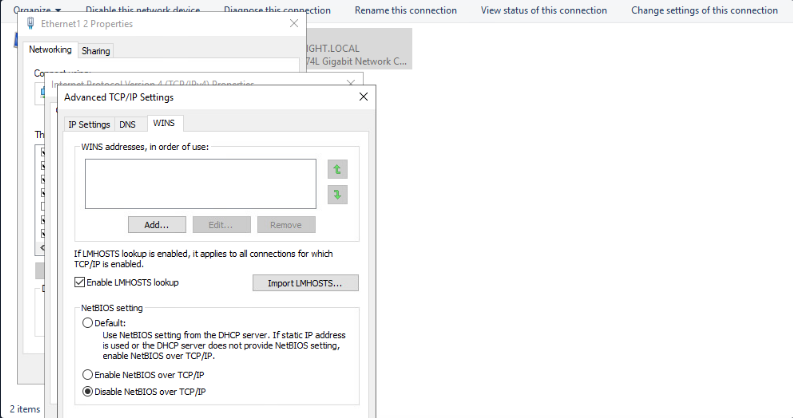 Organize Disable this network device Diagnose this connection Rename this connection View status of this connection Change settings of this connection
Ethernet1 2 Properties
Networking Sharing
IGHT.LOCAL
74L Gigabit Network C...
Connect using:
Internet Protocol Version 4 (TCP/IPv4) Properties
Advanced TCP/IP Settings
IP Settings DNS WINS
WINS addresses, in order of use:
Add... Edit... Remove
If LMHOSTS lookup is enabled, it applies to all connections for which
TCP/IP is enabled.
Enable LMHOSTS lookup Import LMHOSTS...
NetBIOS setting
Default:
Use NetBIOS setting from the DHCP server. If static IP address
is used or the DHCP server does not provide NetBIOS setting,
enable NetBIOS over TCP/IP.
Enable NetBIOS over TCP/IP
Disable NetBIOS over TCP/IP
2 items